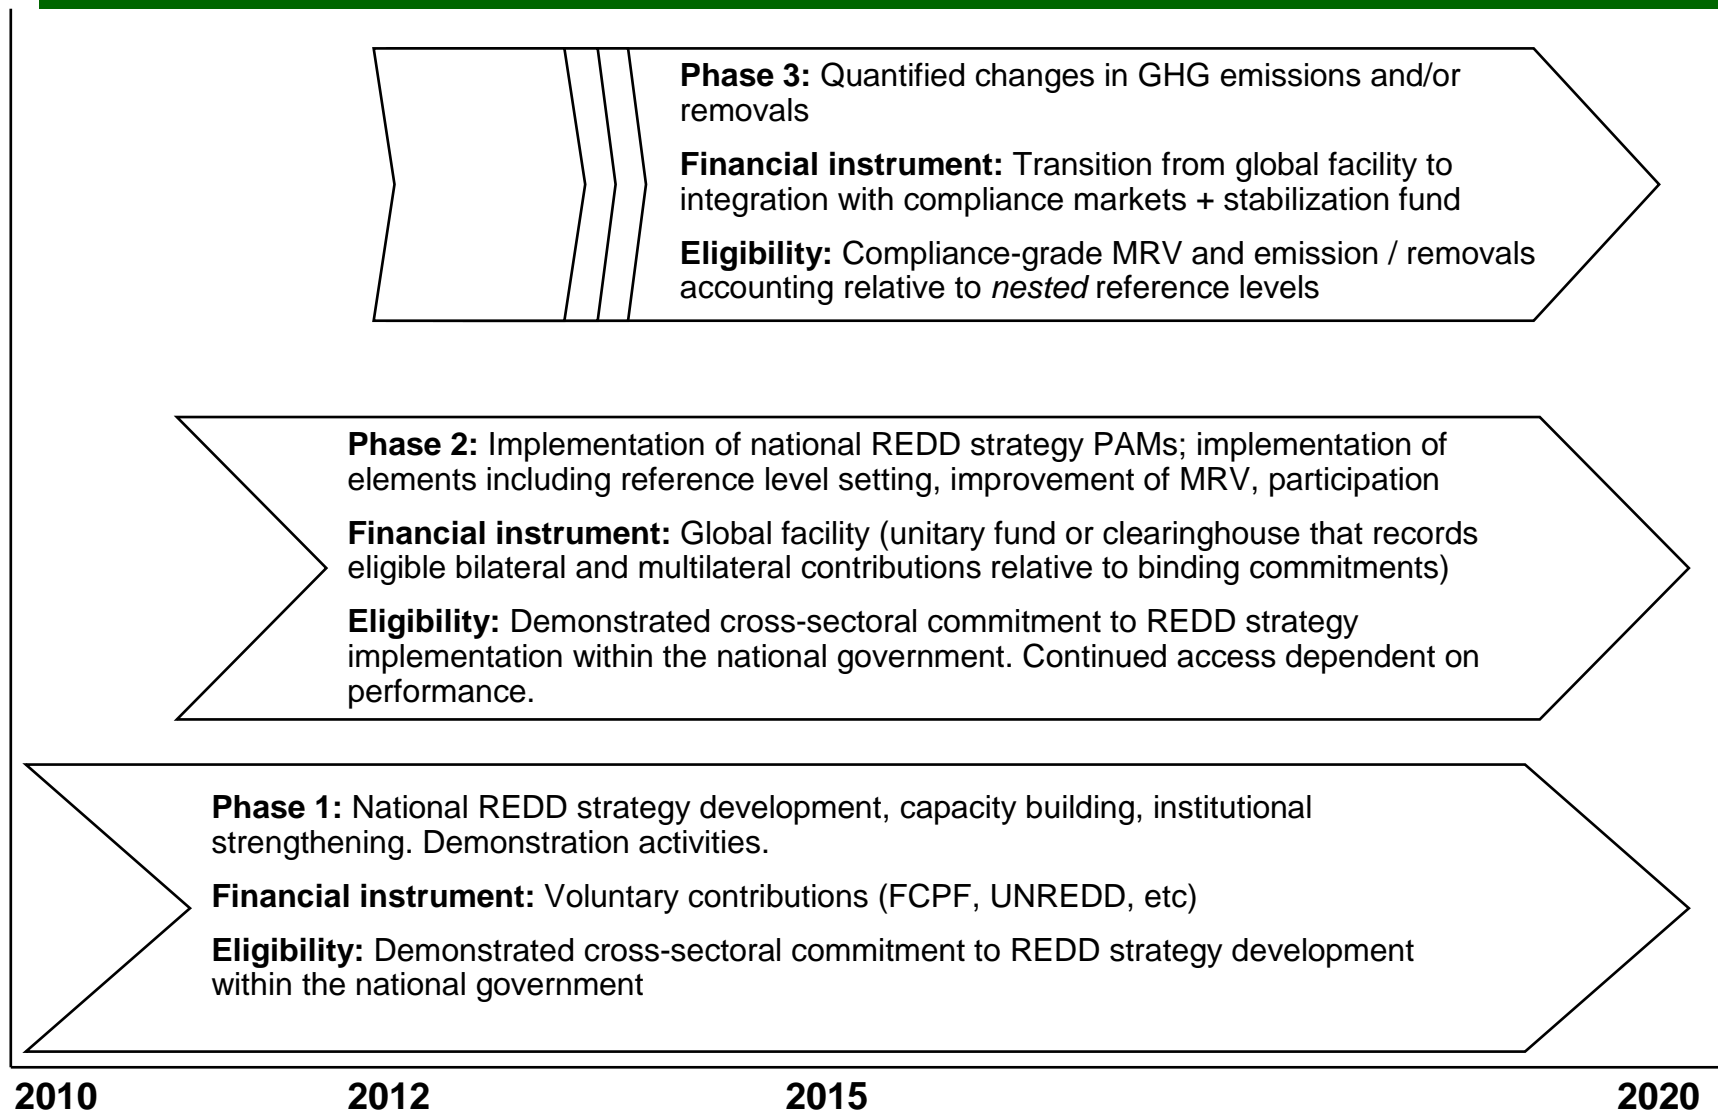 Phase 3: Quantified changes in GHG emissions and/or
removals
Financial instrument: Transition from global facility to
integration with compliance markets + stabilization fund
Eligibility: Compliance-grade MRV and emission / removals
accounting relative to nested reference levels
Phase 2: Implementation of national REDD strategy PAMs; implementation of
elements including reference level setting, improvement of MRV, participation
Financial instrument: Global facility (unitary fund or clearinghouse that records
eligible bilateral and multilateral contributions relative to binding commitments)
Eligibility: Demonstrated cross-sectoral commitment to REDD strategy
implementation within the national government. Continued access dependent on
performance.
Phase 1: National REDD strategy development, capacity building, institutional
strengthening. Demonstration activities.
Financial instrument: Voluntary contributions (FCPF, UNREDD, etc)
Eligibility: Demonstrated cross-sectoral commitment to REDD strategy development
within the national government
2010 2012 2015 2020